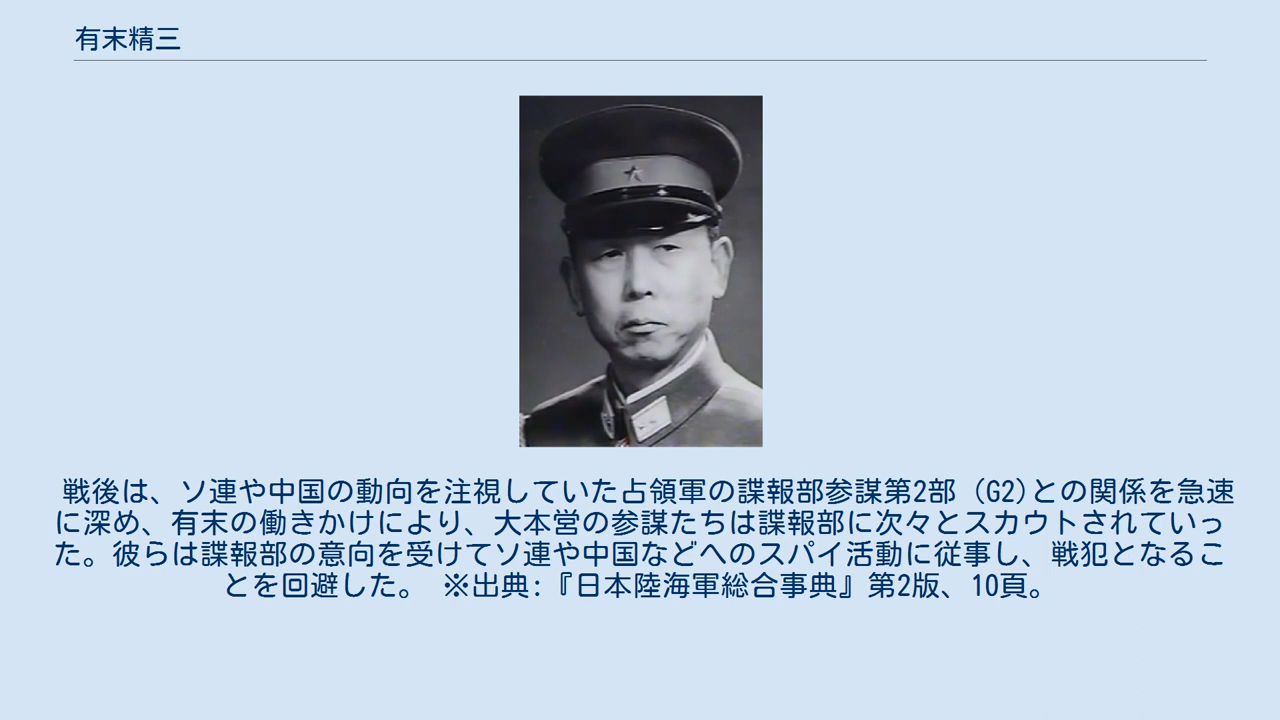 有末精三
戦後は、ソ連や中国の動向を注視していた占領軍の諜報部参謀第2部 (G2)との関係を急速
に深め、有末の働きかけにより、大本営の参謀たちは諜報部に次々とスカウトされていっ
た。彼らは諜報部の意向を受けてソ連や中国などへのスパイ活動に従事し、戦犯となるこ
とを回避した。 ※出典:『日本陸海軍総合事典』第2版、10頁。